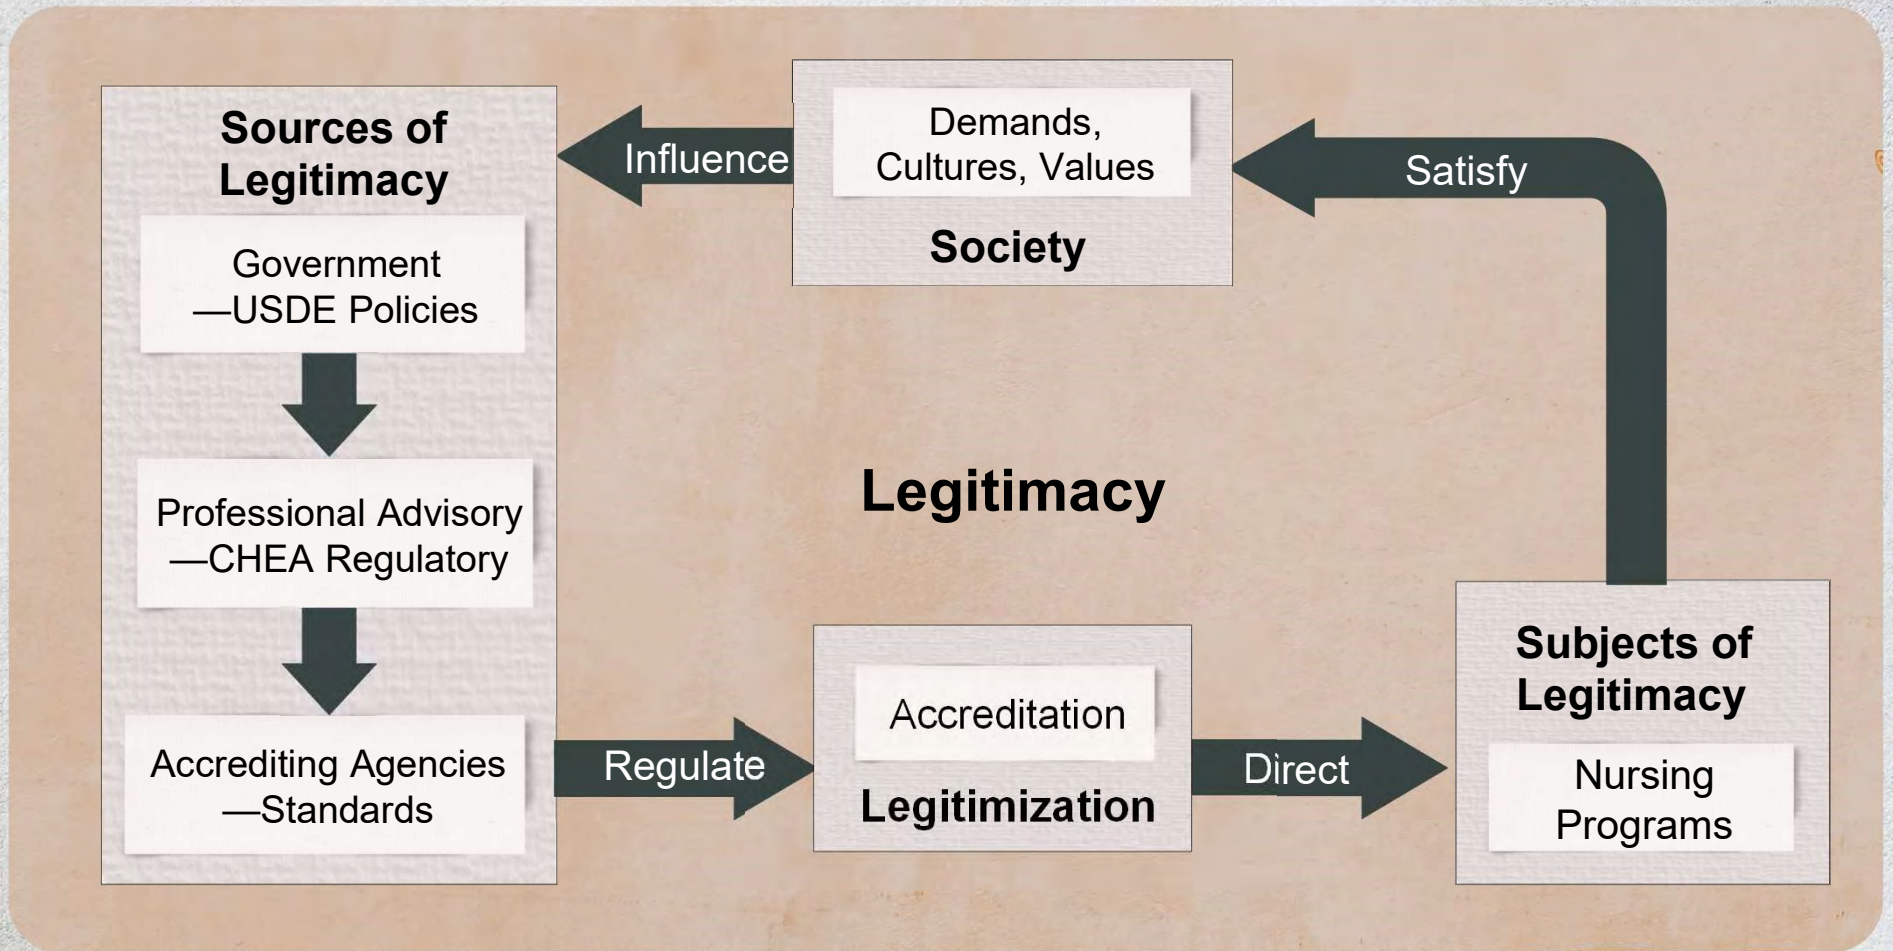 Sources of
Legitimacy
Government
—USDE Policies
Professional Advisory
—CHEA Regulatory
Accrediting Agencies
—Standards
Influence
Demands,
Cultures, Values
Society
Satisfy
Legitimacy
Regulate
Accreditation
Legitimization
Direct
Subjects of
Legitimacy
Nursing
Programs